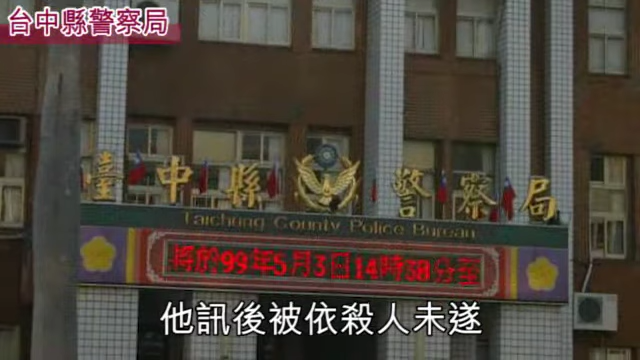 台中縣警察局
臺中縣警察局
Taichung County Police Bureau
將於99年5月3日14時38分至
他訊後被依殺人未遂